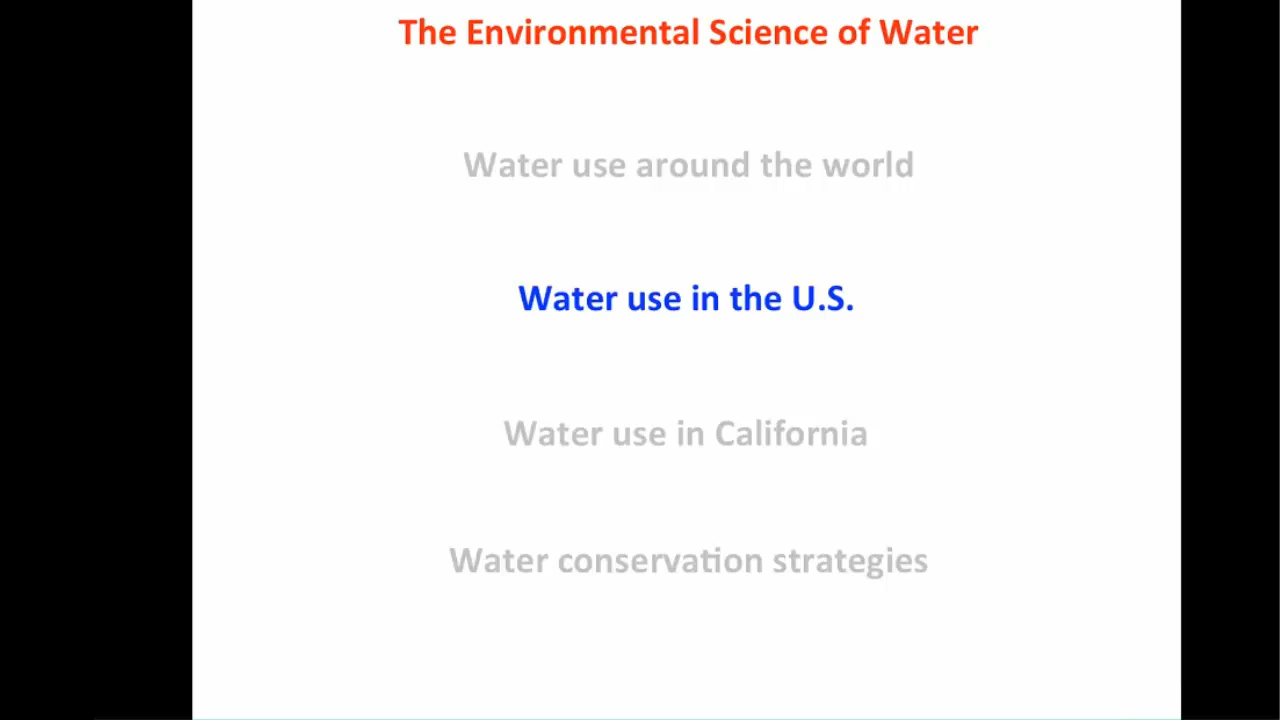 The Environmental Science of Water
Water use around the world
Water use in the U.S.
Water use in California
Water conservation strategies